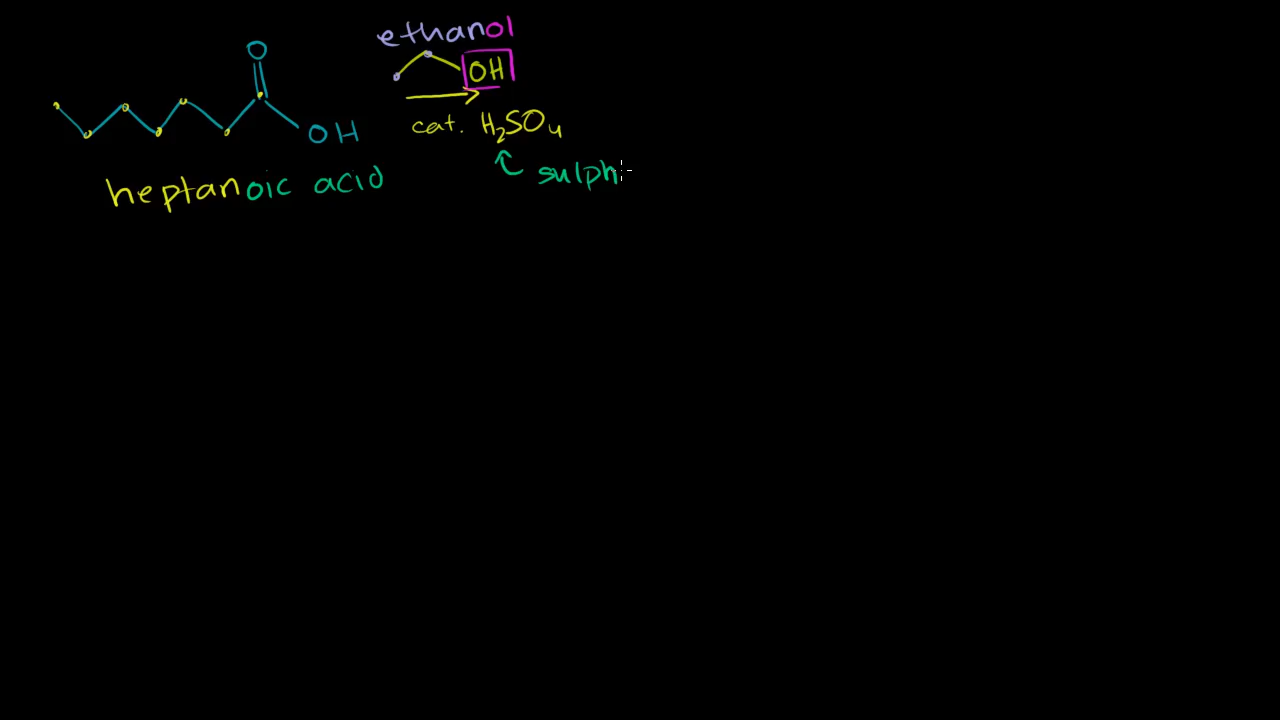 ethanol
O
OH
OH
cat. H₂SO₄
heptanoic acid
sulph